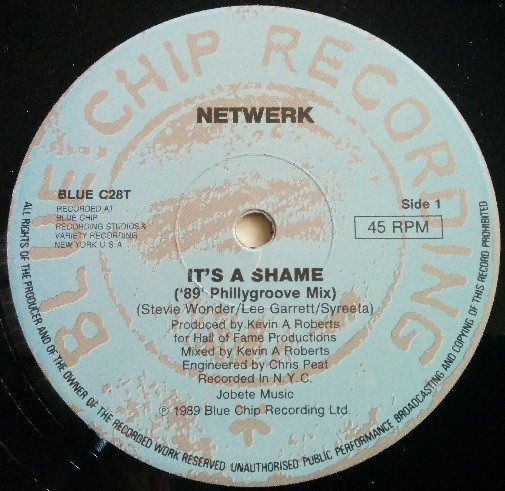 BLUE CHIP RECORDING
NETWERK
BLUE C28T
RECORDED AT
BLUE CHIP
RECORDING STUDIOS &
VARIETY RECORDING
NEW YORK U.S.A
Side 1
45 RPM
IT'S A SHAME
('89' Phillygroove Mix)
(Stevie Wonder/Lee Garrett/Syreeta)
Produced by Kevin A Roberts
for Hall of Fame Productions
Mixed by Kevin A Roberts
Engineered by Chris Peat
Recorded In N.Y.C.
Jobete Music
℗ 1989 Blue Chip Recording Ltd.
ALL RIGHTS OF THE PRODUCER AND OF THE OWNER OF THE RECORDED WORK RESERVED UNAUTHORISED PUBLIC PERFORMANCE BROADCASTING AND COPYING OF THIS RECORD PROHIBITED